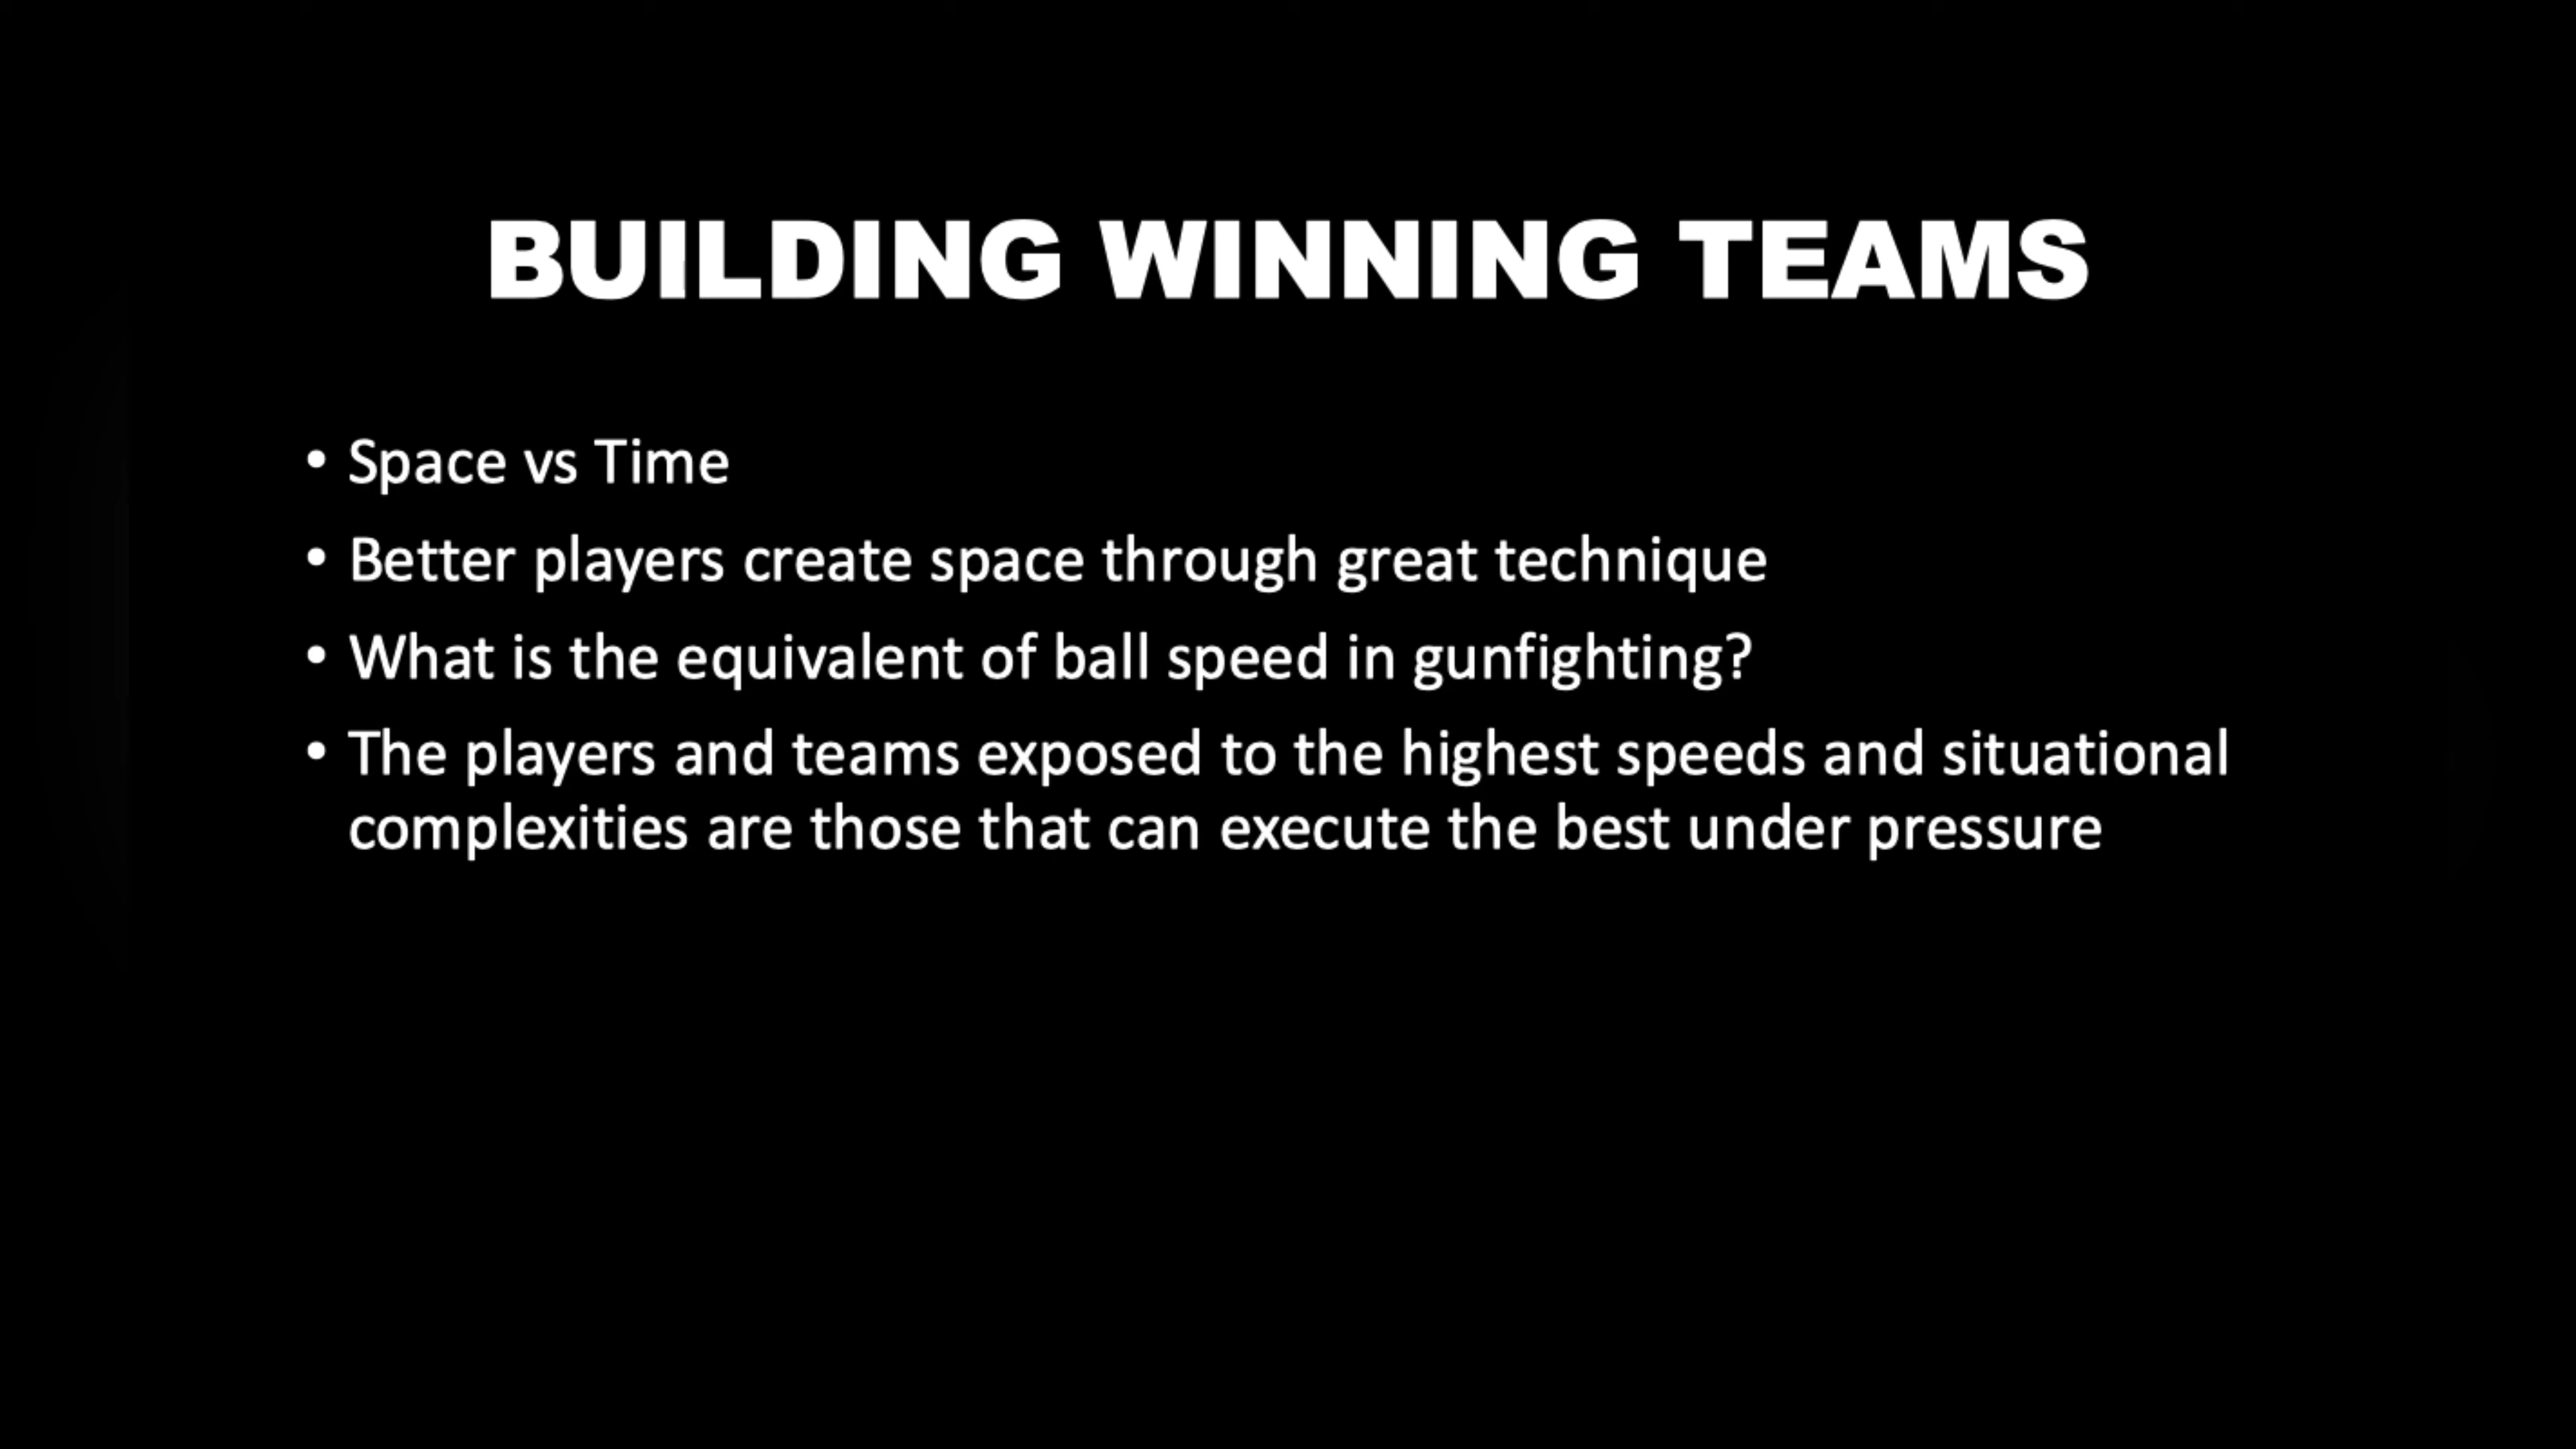 BUILDING WINNING TEAMS
• Space vs Time
• Better players create space through great technique
• What is the equivalent of ball speed in gunfighting?
• The players and teams exposed to the highest speeds and situational
complexities are those that can execute the best under pressure